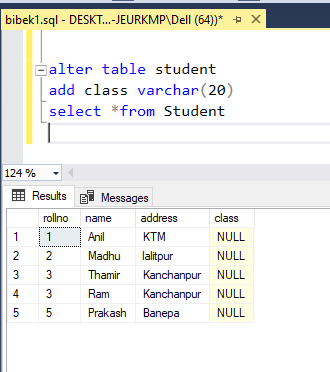 bibek1.sql - DESKT...-JEURKMP\Dell (64))*
alter table student
add class varchar(20)
select *from Student
124 %
Results Messages
rollno name address class
1 1 Anil KTM NULL
2 2 Madhu lalitpur NULL
3 3 Thamir Kanchanpur NULL
4 3 Ram Kanchanpur NULL
5 5 Prakash Banepa NULL